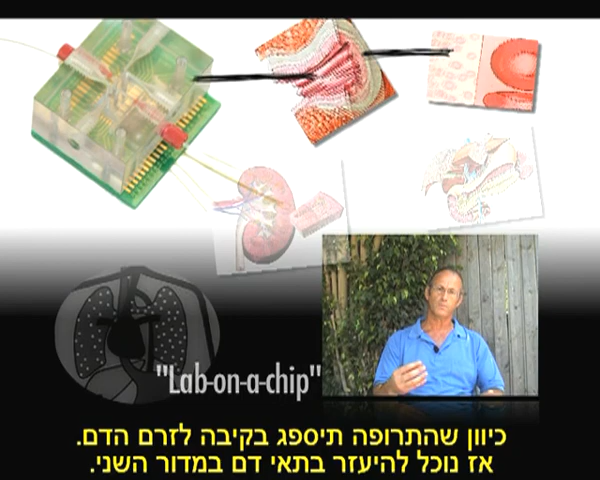 "Lab-on-a-chip"
כיוון שהתרופה תיספג בקיבה לזרם הדם.
אז נוכל להיעזר בתאי דם במדור השני.